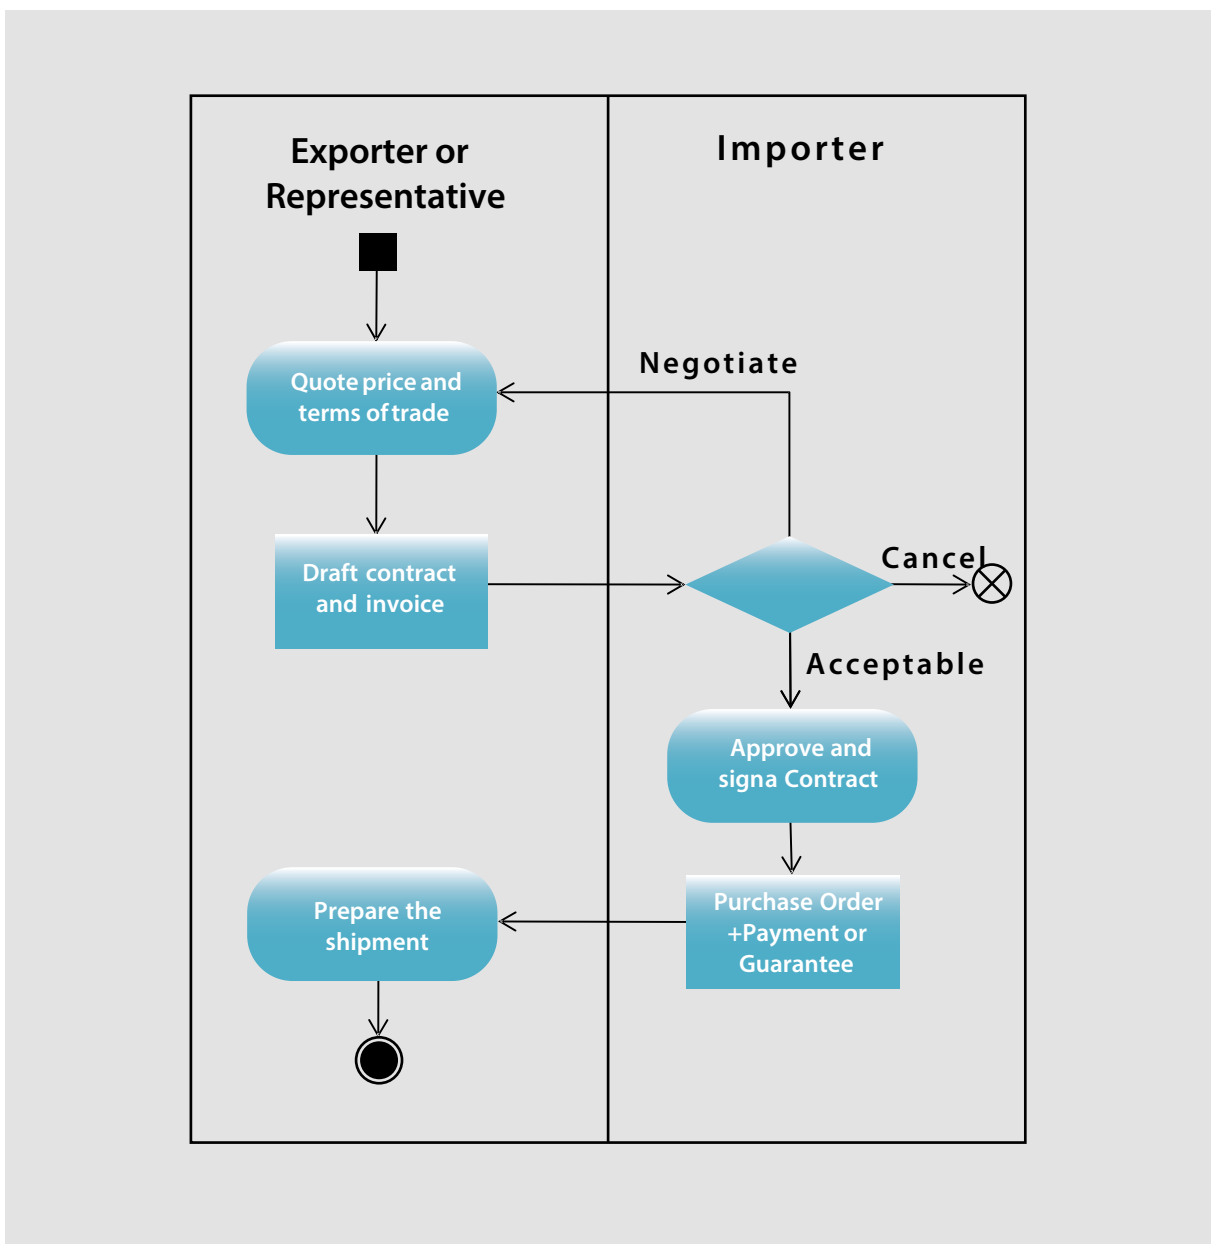 Exporter or
Representative
Importer
Negotiate
Quote price and
terms of trade
Cancel
Draft contract
and invoice
Acceptable
Approve and
signa Contract
Purchase Order
+Payment or
Guarantee
Prepare the
shipment